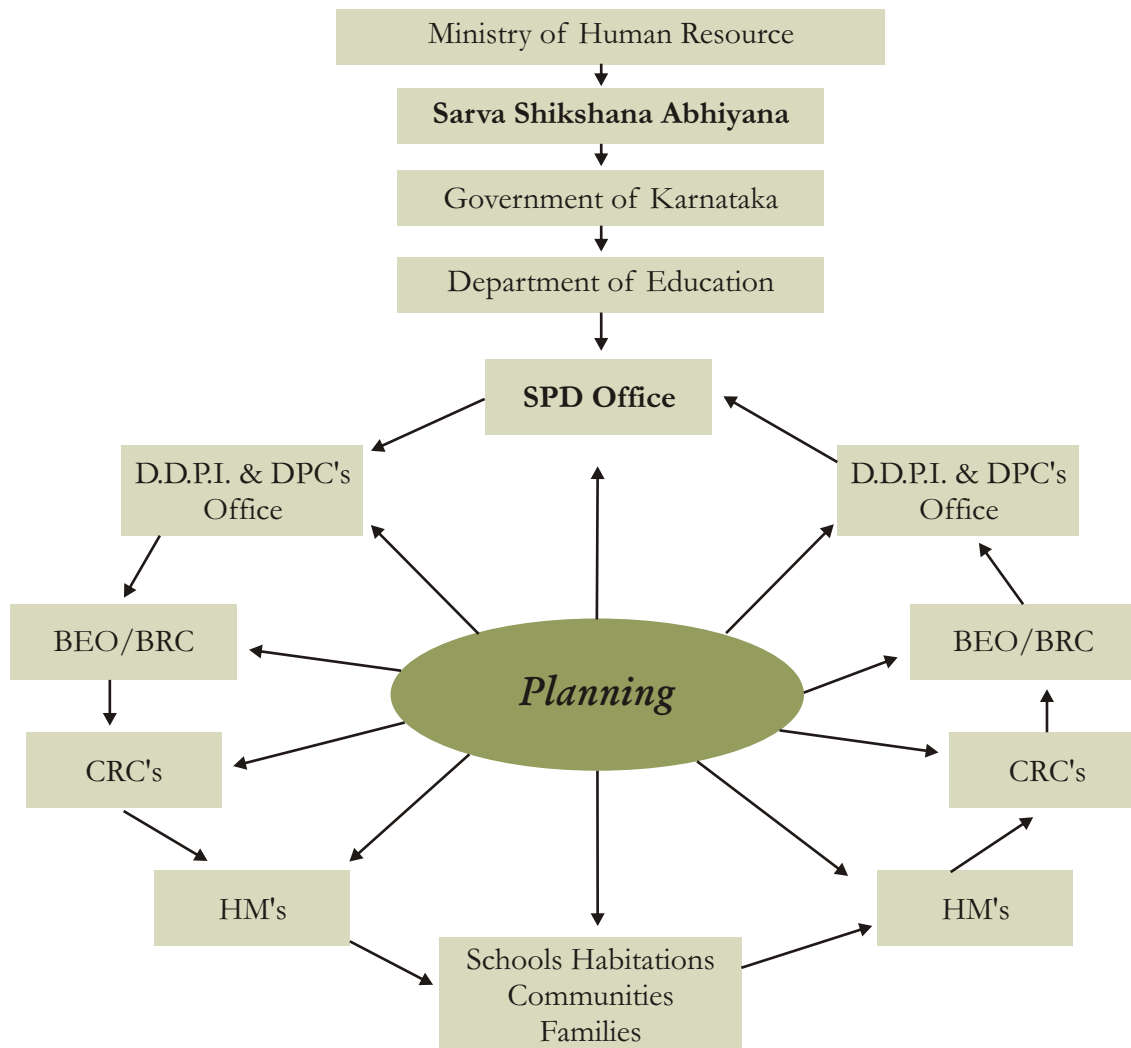 Ministry of Human Resource
Sarva Shikshana Abhiyana
Government of Karnataka
Department of Education
SPD Office
D.D.P.I. & DPC's
Office
D.D.P.I. & DPC's
Office
BEO/BRC
BEO/BRC
Planning
CRC's
CRC's
HM's
HM's
Schools Habitations
Communities
Families